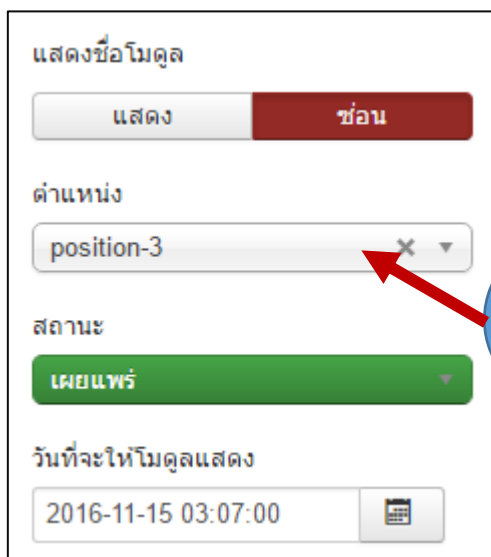 แสดงชื่อโมดูล
แสดง ซ่อน
ตำแหน่ง
position-3
สถานะ
เผยแพร่
วันที่จะให้โมดูลแสดง
2016-11-15 03:07:00